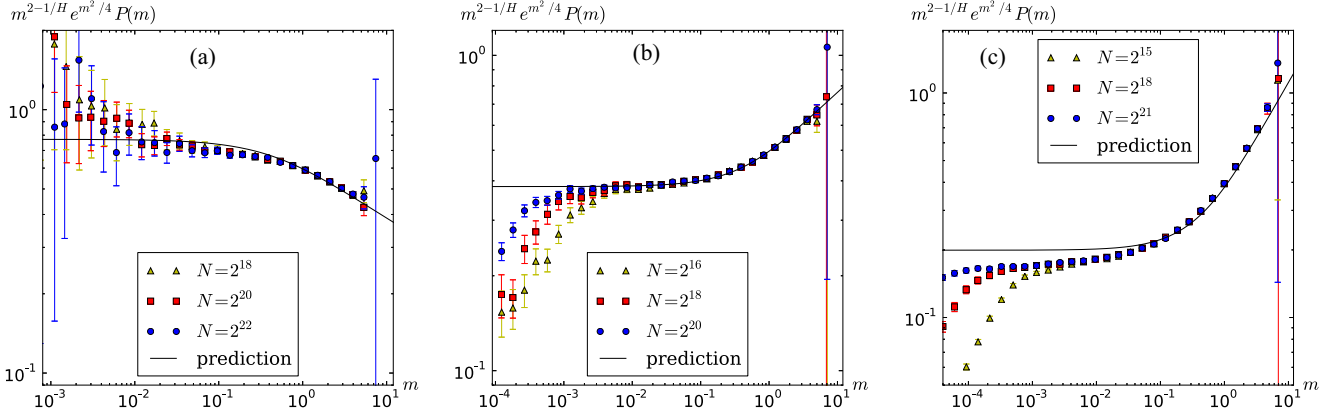 m^{2-1/H} e^{m^2/4} P(m)
(a)
10^0
10^{-1}
N=2^{18}
N=2^{20}
N=2^{22}
prediction
10^{-3} 10^{-2} 10^{-1} 10^0 10^1 m
m^{2-1/H} e^{m^2/4} P(m)
(b)
10^0
10^{-1}
N=2^{16}
N=2^{18}
N=2^{20}
prediction
10^{-4} 10^{-3} 10^{-2} 10^{-1} 10^0 10^1 m
m^{2-1/H} e^{m^2/4} P(m)
(c)
N=2^{15}
N=2^{18}
N=2^{21}
prediction
10^0
10^{-1}
10^{-4} 10^{-3} 10^{-2} 10^{-1} 10^0 10^1 m